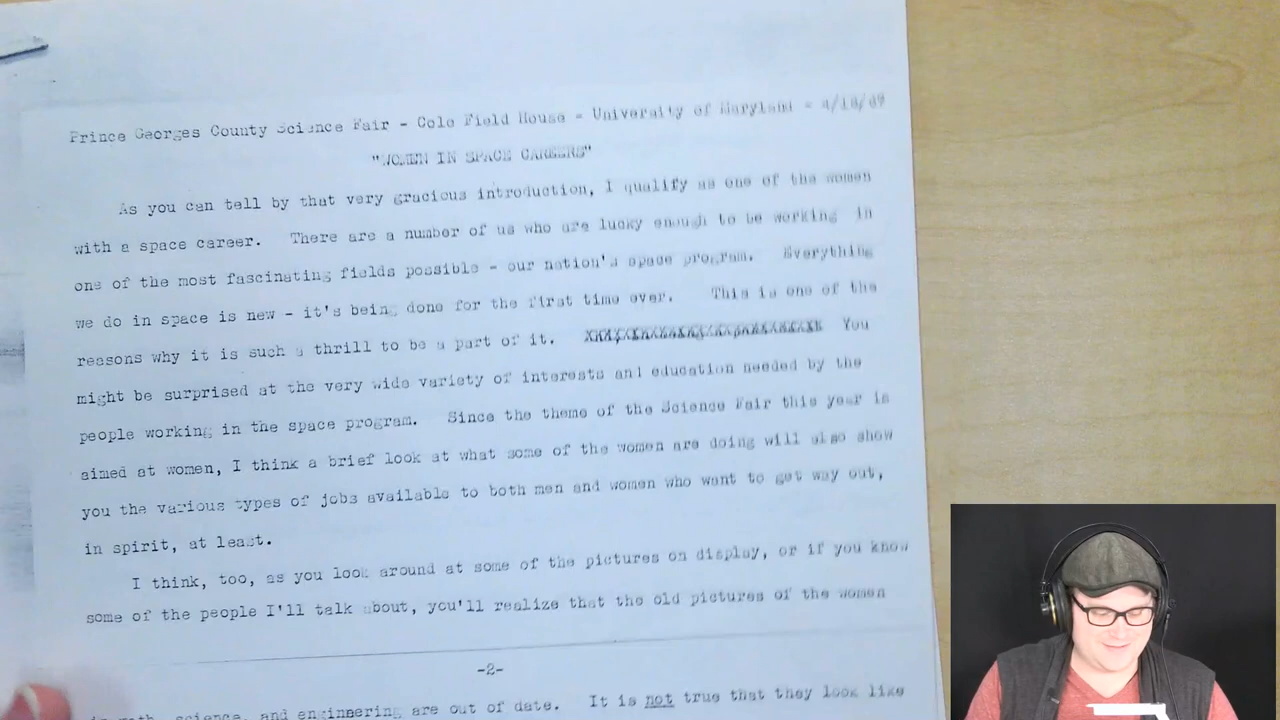 Prince Georges County Science Fair - Cole Field House - University of Maryland - 4/18/69
"WOMEN IN SPACE CAREERS"
As you can tell by that very gracious introduction, I qualify as one of the women
with a space career. There are a number of us who are lucky enough to be working in
one of the most fascinating fields possible - our nation's space program. Everything
we do in space is new - it's being done for the first time ever. This is one of the
reasons why it is such a thrill to be a part of it. You
might be surprised at the very wide variety of interests and education needed by the
people working in the space program. Since the theme of the Science Fair this year is
aimed at women, I think a brief look at what some of the women are doing will also show
you the various types of jobs available to both men and women who want to get way out,
in spirit, at least.
I think, too, as you look around at some of the pictures on display, or if you know
some of the people I'll talk about, you'll realize that the old pictures of the women
-2-
in math, science, and engineering are out of date. It is not true that they look like